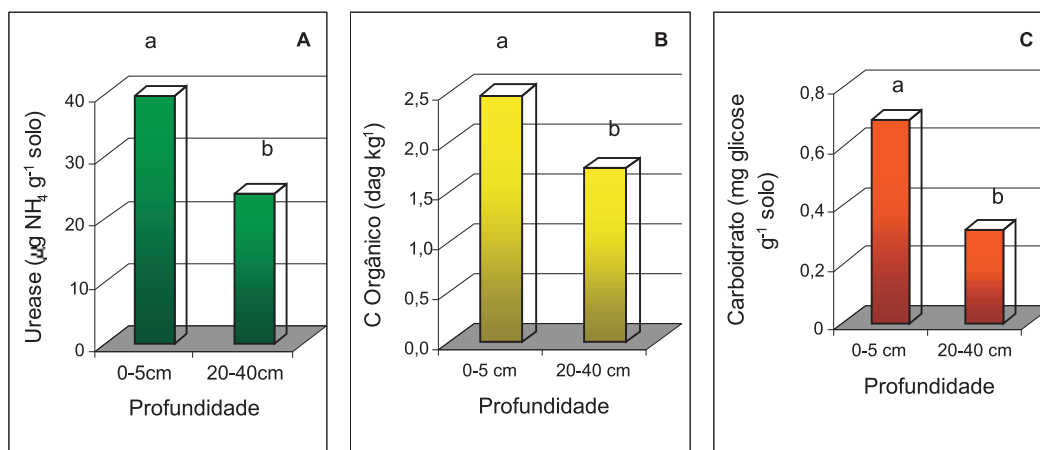 A
a
b
Urease (μg NH4 g-1 solo)
40
30
20
10
0
0-5cm
20-40cm
Profundidade
B
a
b
C Orgânico (dag kg1)
2,5
2,0
1,5
1,0
0,5
0,0
0-5 cm
20-40 cm
Profundidade
C
a
b
Carboidrato (mg glicose
g-1 solo)
0,8
0,6
0,4
0,2
0
0-5 cm
20-40 cm
Profundidade